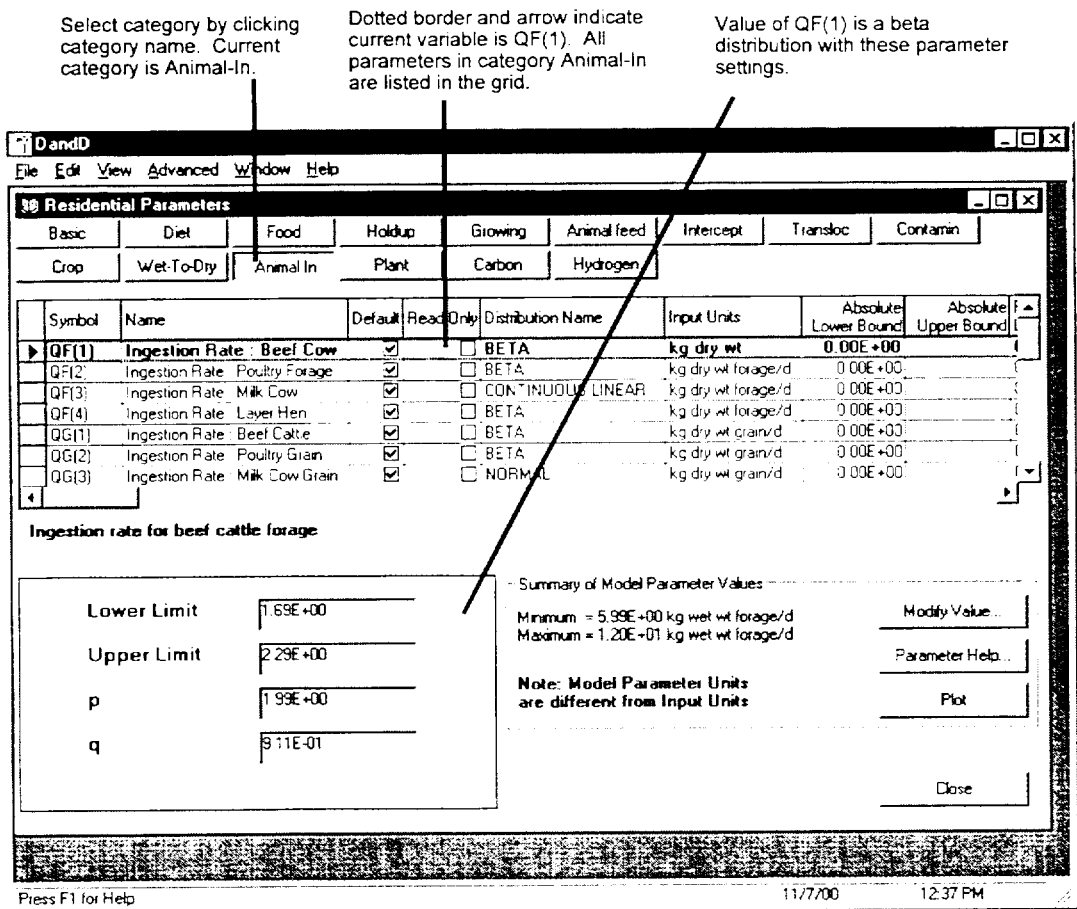 Select category by clicking
category name. Current
category is Animal-In.
Dotted border and arrow indicate
current variable is QF(1). All
parameters in category Animal-In
are listed in the grid.
Value of QF(1) is a beta
distribution with these parameter
settings.
DandD
File Edit View Advanced Window Help
Residential Parameters
Basic Diet Food Holdup Growing Animal feed Intercept Transloc Contamin
Crop Wet-To-Dry Animal In Plant Carbon Hydrogen
Symbol Name Default Read Only Distribution Name Input Units Absolute Lower Bound Absolute Upper Bound
QF(1) Ingestion Rate : Beef Cow BETA kg dry wt 0.00E+00
QF(2) Ingestion Rate : Poultry Forage BETA kg dry wt forage/d 0.00E+00
QF(3) Ingestion Rate : Milk Cow CONTINUOUS LINEAR kg dry wt forage/d 0.00E+00
QF(4) Ingestion Rate : Layer Hen BETA kg dry wt forage/d 0.00E+00
QG(1) Ingestion Rate : Beef Cattle BETA kg dry wt grain/d 0.00E+00
QG(2) Ingestion Rate : Poultry Grain BETA kg dry wt grain/d 0.00E+00
QG(3) Ingestion Rate : Milk Cow Grain NORMAL kg dry wt grain/d 0.00E+00
Ingestion rate for beef cattle forage
Lower Limit 1.69E+00
Upper Limit 2.29E+00
p 1.99E+00
q 9.11E-01
Summary of Model Parameter Values
Minimum = 5.99E+00 kg wet wt forage/d
Maximum = 1.20E+01 kg wet wt forage/d
Note: Model Parameter Units
are different from Input Units
Modify Value...
Parameter Help...
Plot
Close
Press F1 for Help 11/7/00 12:37 PM